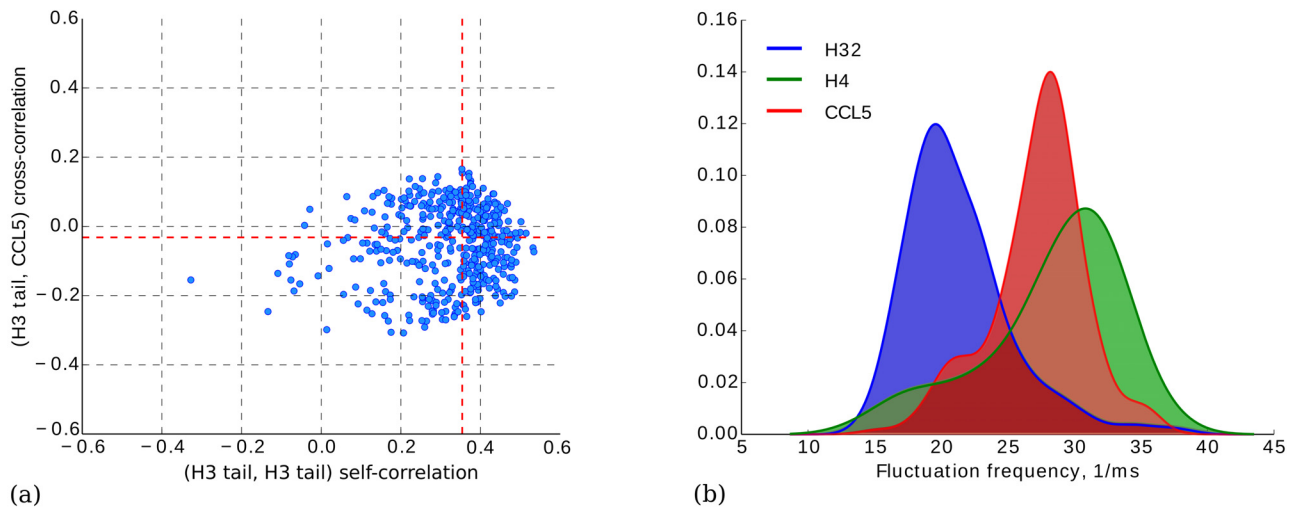 0.6
0.4
0.2
0.0
−0.2
−0.4
−0.6
−0.6 −0.4 −0.2 0.0 0.2 0.4 0.6
(H3 tail, CCL5) cross-correlation
(H3 tail, H3 tail) self-correlation
(a)
0.16
0.14
0.12
0.10
0.08
0.06
0.04
0.02
0.00
H32
H4
CCL5
5 10 15 20 25 30 35 40 45
Fluctuation frequency, 1/ms
(b)